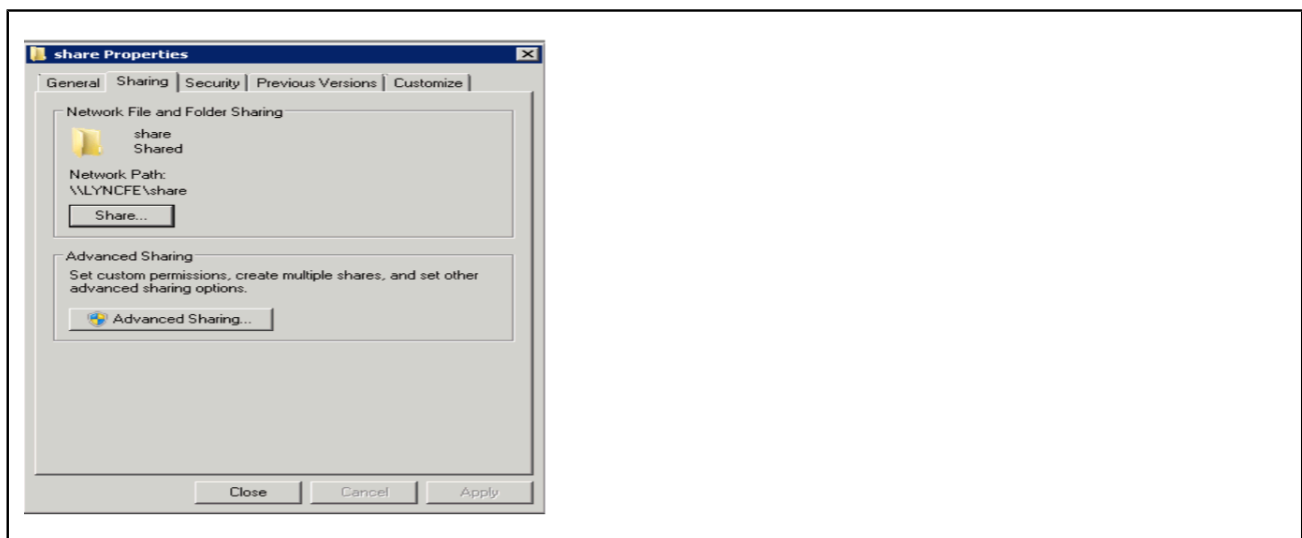 share Properties
General Sharing Security Previous Versions Customize
Network File and Folder Sharing
share
Shared
Network Path:
\\LYNCFE\share
Share...
Advanced Sharing
Set custom permissions, create multiple shares, and set other
advanced sharing options.
Advanced Sharing...
Close Cancel Apply